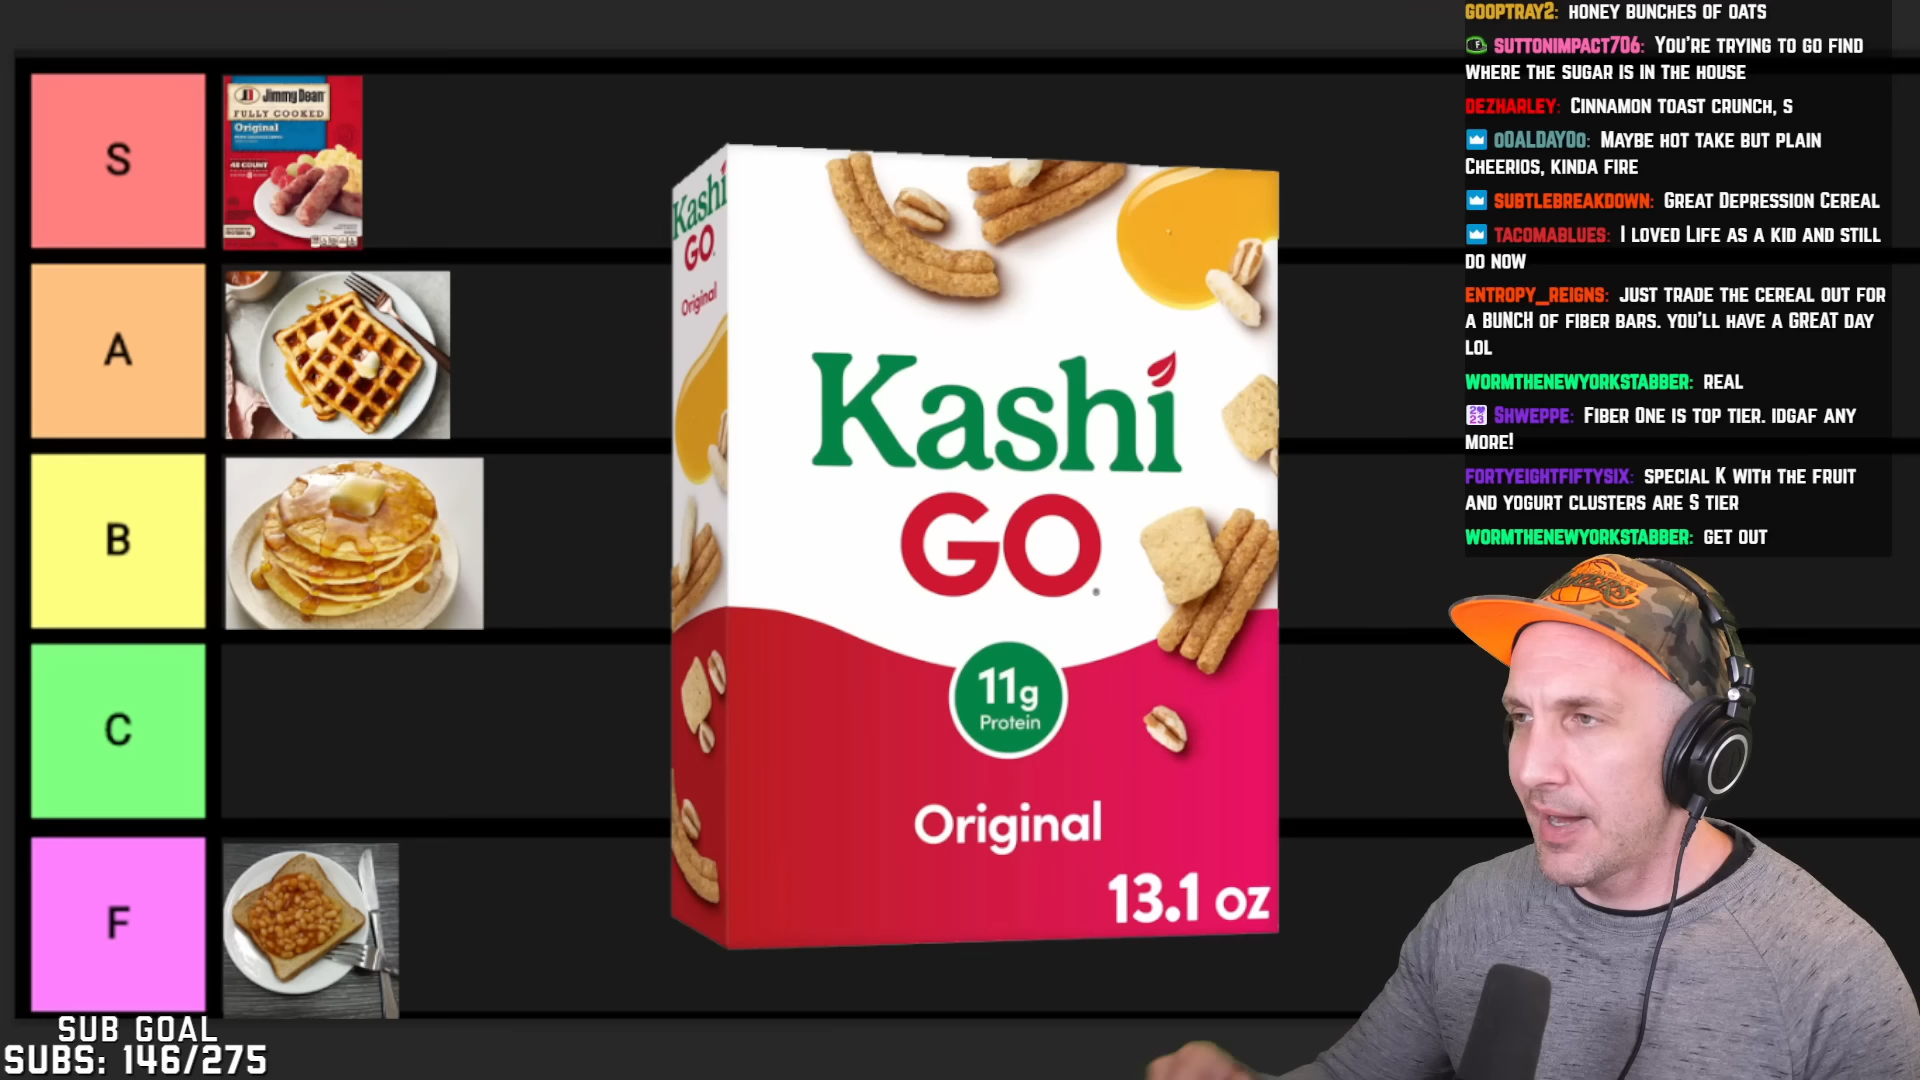 S
A
B
C
F
Jimmy Dean
FULLY COOKED
Original
48 COUNT
Kashi
GO
Original
Kashi
GO
11g
Protein
Original
13.1 oz
GOOPTRAY2: HONEY BUNCHES OF OATS
SUTTONIMPACT706: YOU'RE TRYING TO GO FIND
WHERE THE SUGAR IS IN THE HOUSE
DEZHARLEY: CINNAMON TOAST CRUNCH, S
O0ALDAY0O: MAYBE HOT TAKE BUT PLAIN
CHEERIOS, KINDA FIRE
SUBTLEBREAKDOWN: GREAT DEPRESSION CEREAL
TACOMABLUES: I LOVED LIFE AS A KID AND STILL
DO NOW
ENTROPY_REIGNS: JUST TRADE THE CEREAL OUT FOR
A BUNCH OF FIBER BARS. YOU'LL HAVE A GREAT DAY
LOL
WORMTHENEWYORKSTABBER: REAL
SHWEPPE: FIBER ONE IS TOP TIER. IDGAF ANY
MORE!
FORTYEIGHTFIFTYSIX: SPECIAL K WITH THE FRUIT
AND YOGURT CLUSTERS ARE S TIER
WORMTHENEWYORKSTABBER: GET OUT
SUB GOAL
SUBS: 146/275